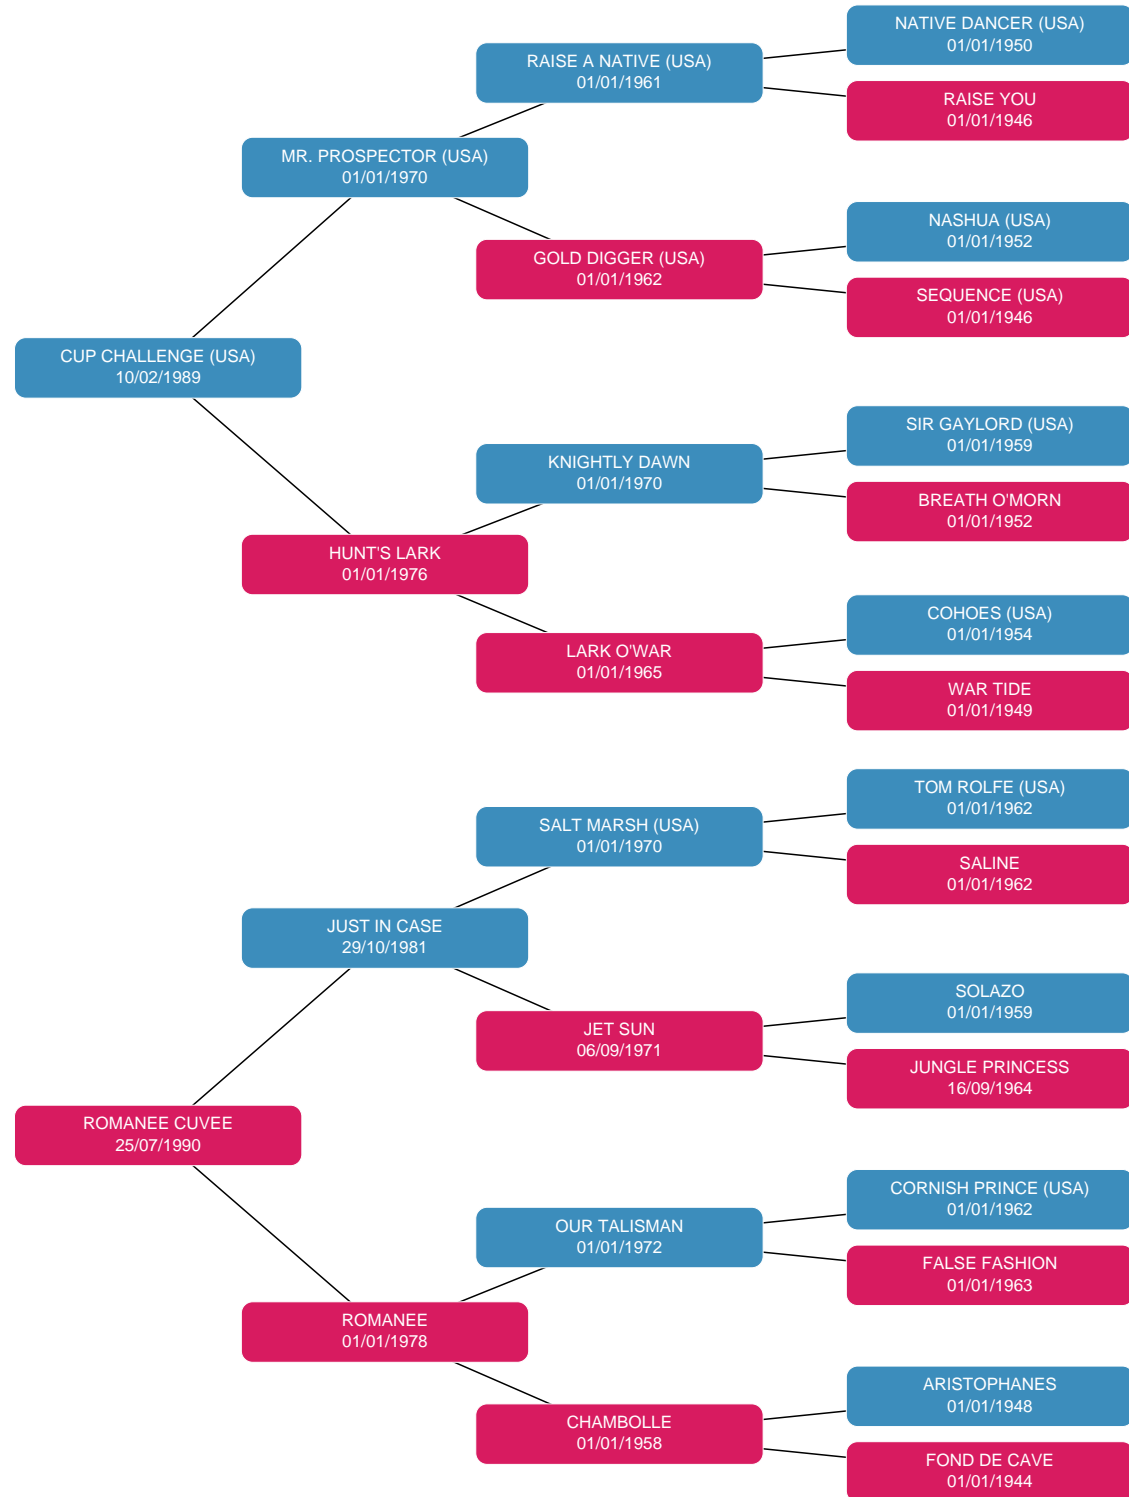 NATIVE DANCER (USA)
01/01/1950
RAISE A NATIVE (USA)
01/01/1961
RAISE YOU
01/01/1946
MR. PROSPECTOR (USA)
01/01/1970
NASHUA (USA)
01/01/1952
GOLD DIGGER (USA)
01/01/1962
SEQUENCE (USA)
01/01/1946
CUP CHALLENGE (USA)
10/02/1989
SIR GAYLORD (USA)
01/01/1959
KNIGHTLY DAWN
01/01/1970
BREATH O'MORN
01/01/1952
HUNT'S LARK
01/01/1976
COHOES (USA)
01/01/1954
LARK O'WAR
01/01/1965
WAR TIDE
01/01/1949
TOM ROLFE (USA)
01/01/1962
SALT MARSH (USA)
01/01/1970
SALINE
01/01/1962
JUST IN CASE
29/10/1981
SOLAZO
01/01/1959
JET SUN
06/09/1971
JUNGLE PRINCESS
16/09/1964
ROMANEE CUVEE
25/07/1990
CORNISH PRINCE (USA)
01/01/1962
OUR TALISMAN
01/01/1972
FALSE FASHION
01/01/1963
ROMANEE
01/01/1978
ARISTOPHANES
01/01/1948
CHAMBOLLE
01/01/1958
FOND DE CAVE
01/01/1944